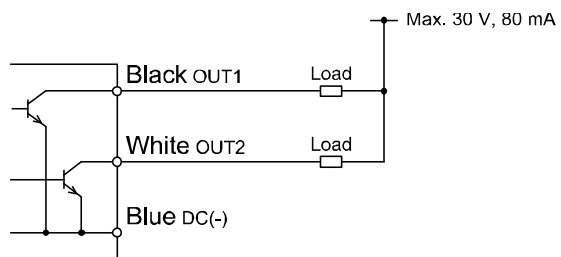 Max. 30 V, 80 mA
Black OUT1
Load
White OUT2
Load
Blue DC(-)